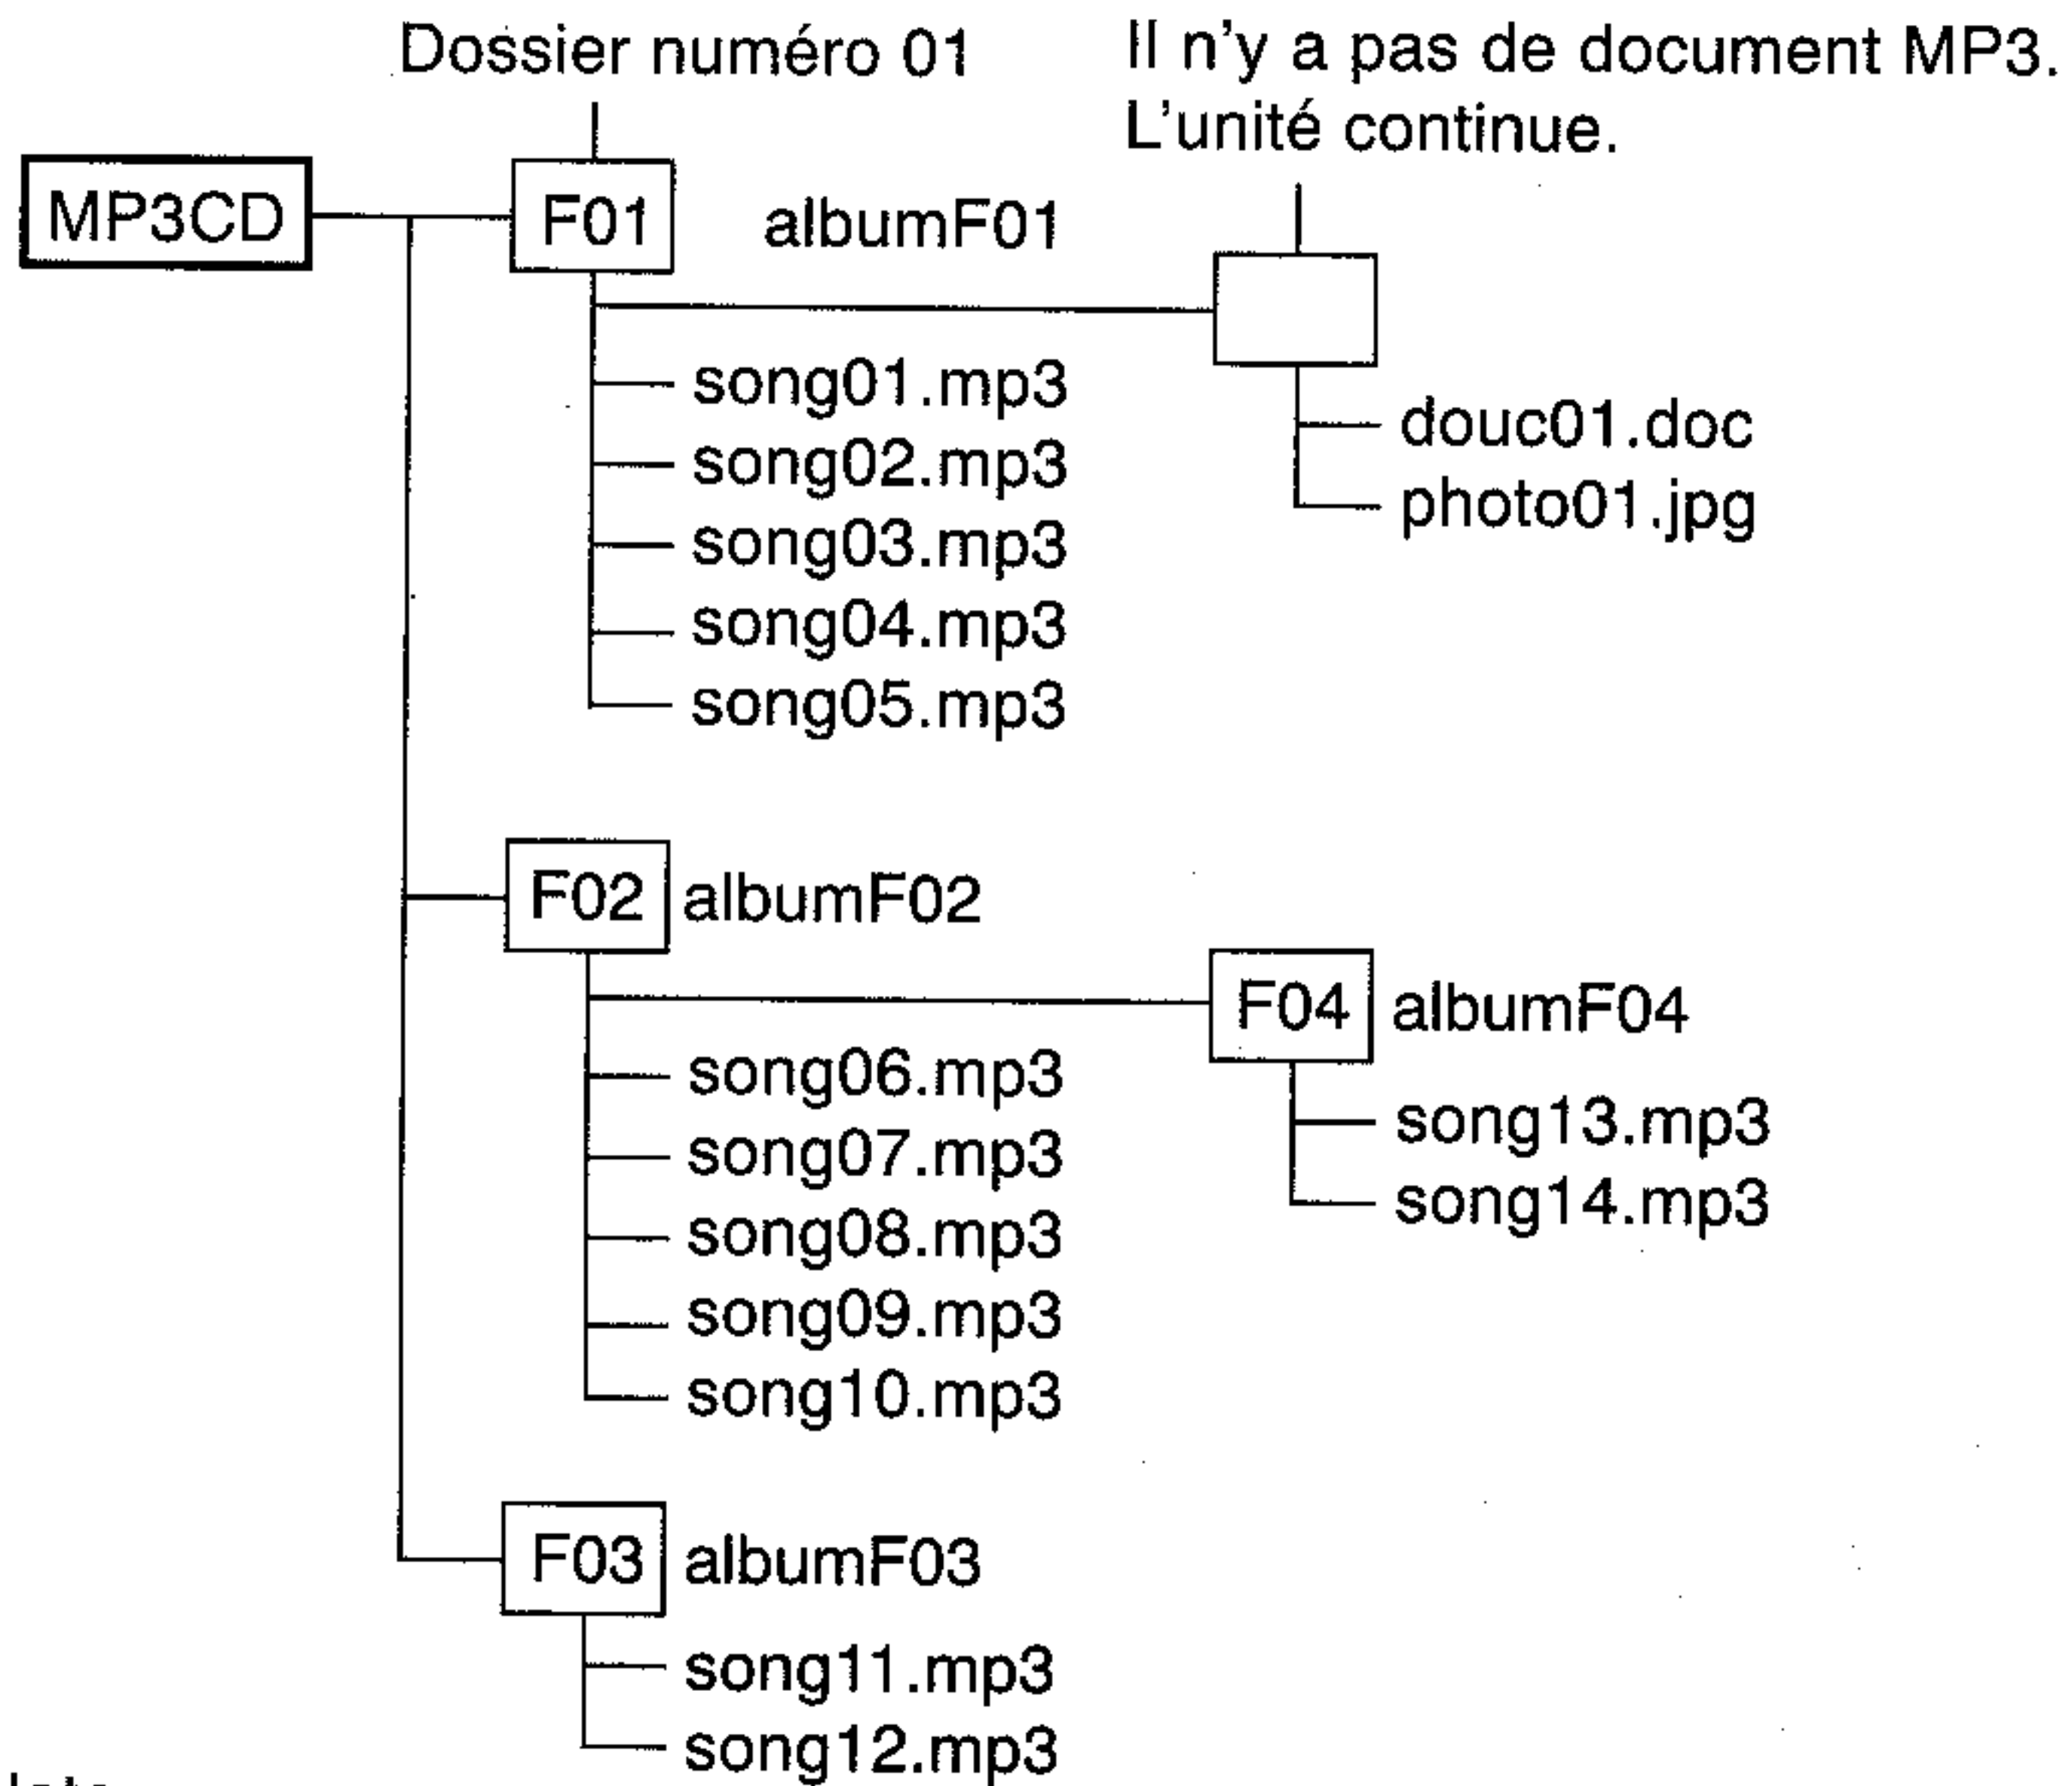 Dossier numéro 01
Il n'y a pas de document MP3.
L'unité continue.
MP3CD
F01
albumF01
song01.mp3
song02.mp3
song03.mp3
song04.mp3
song05.mp3
douc01.doc
photo01.jpg
F02
albumF02
song06.mp3
song07.mp3
song08.mp3
song09.mp3
song10.mp3
F04
albumF04
song13.mp3
song14.mp3
F03
albumF03
song11.mp3
song12.mp3